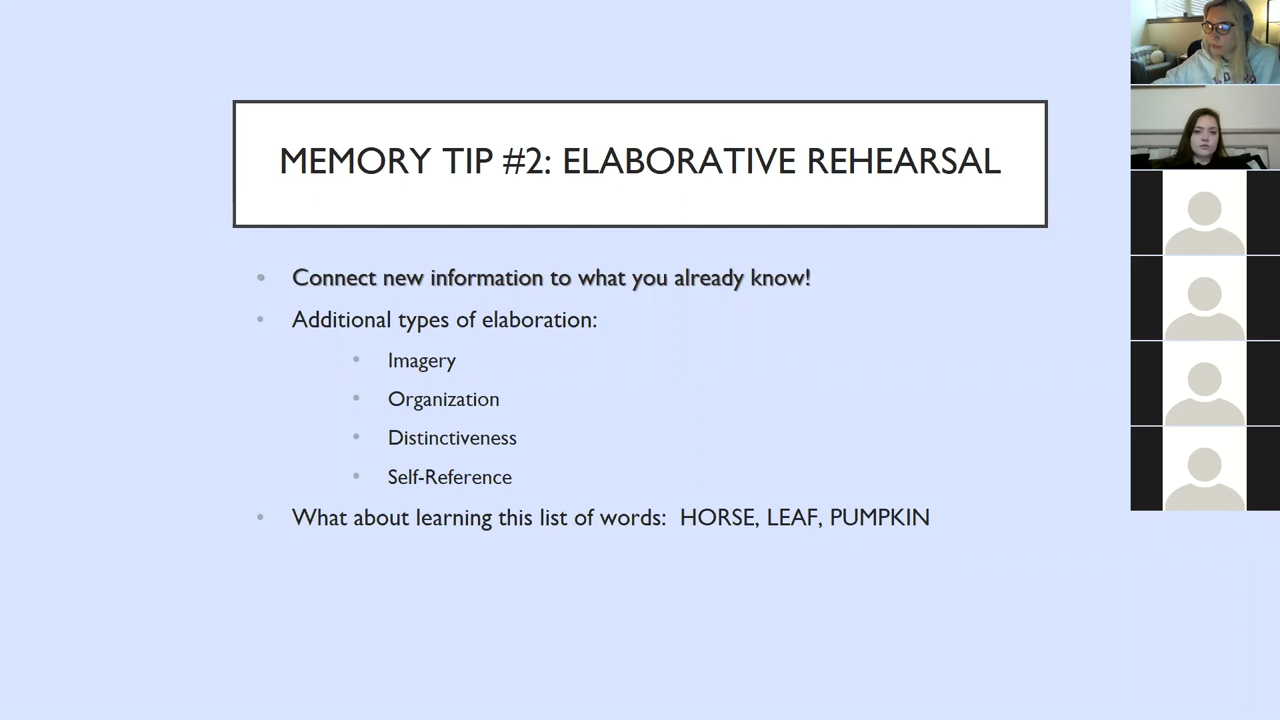 MEMORY TIP #2: ELABORATIVE REHEARSAL
Connect new information to what you already know!
Additional types of elaboration:
Imagery
Organization
Distinctiveness
Self-Reference
What about learning this list of words: HORSE, LEAF, PUMPKIN